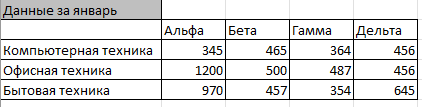 Данные за январь
Альфа Бета Гамма Дельта
Компьютерная техника 345 465 364 456
Офисная техника 1200 500 487 456
Бытовая техника 970 457 354 645